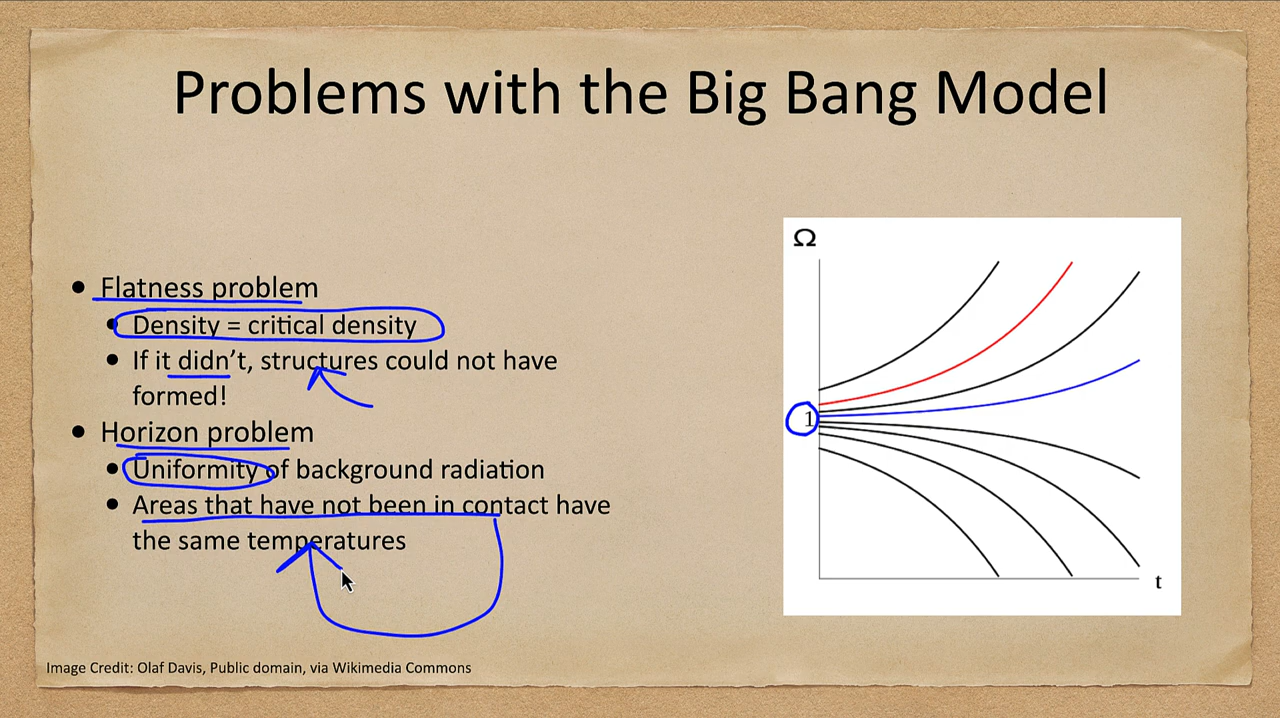 Problems with the Big Bang Model
• Flatness problem
• Density = critical density
• If it didn't, structures could not have
formed!
• Horizon problem
• Uniformity of background radiation
• Areas that have not been in contact have
the same temperatures
Ω
1
t
Image Credit: Olaf Davis, Public domain, via Wikimedia Commons